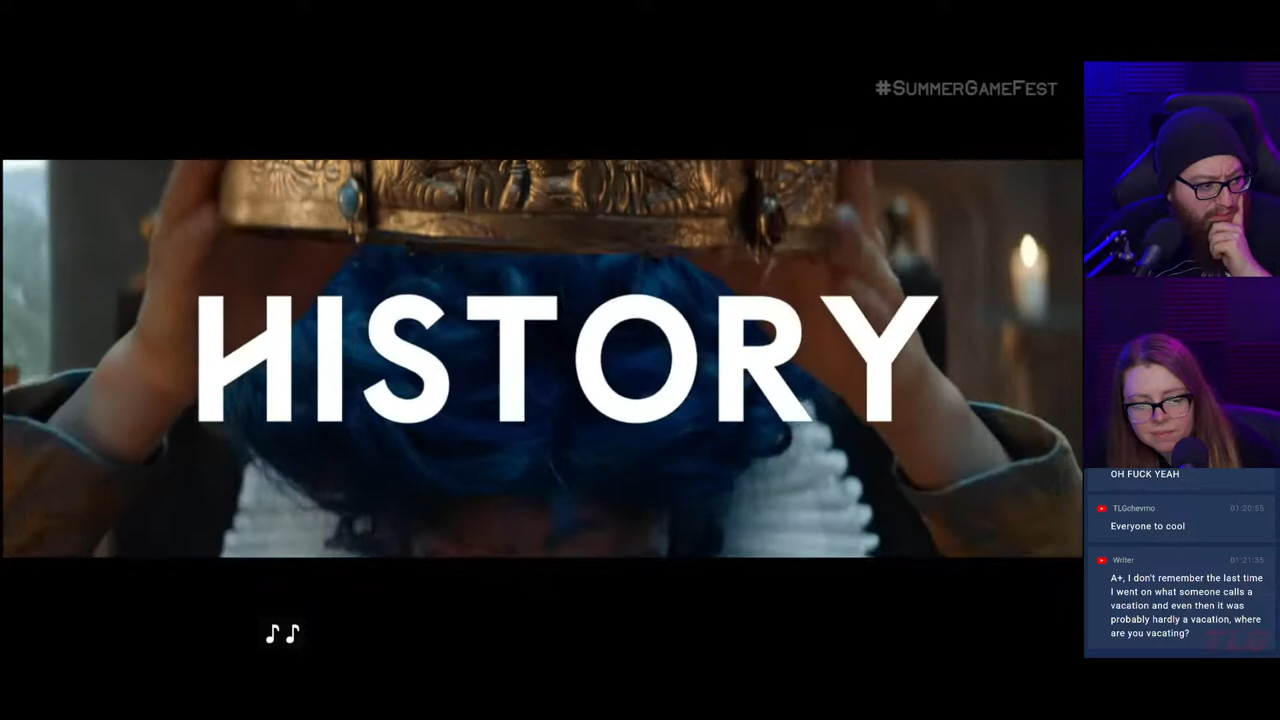 #SUMMERGAMEFEST
HISTORY
OH FUCK YEAH
TLGchevmo 01:20:55
Everyone to cool
Writer 01:21:35
A+, I don't remember the last time
I went on what someone calls a
vacation and even then it was
probably hardly a vacation, where
are you vacating?
TLG